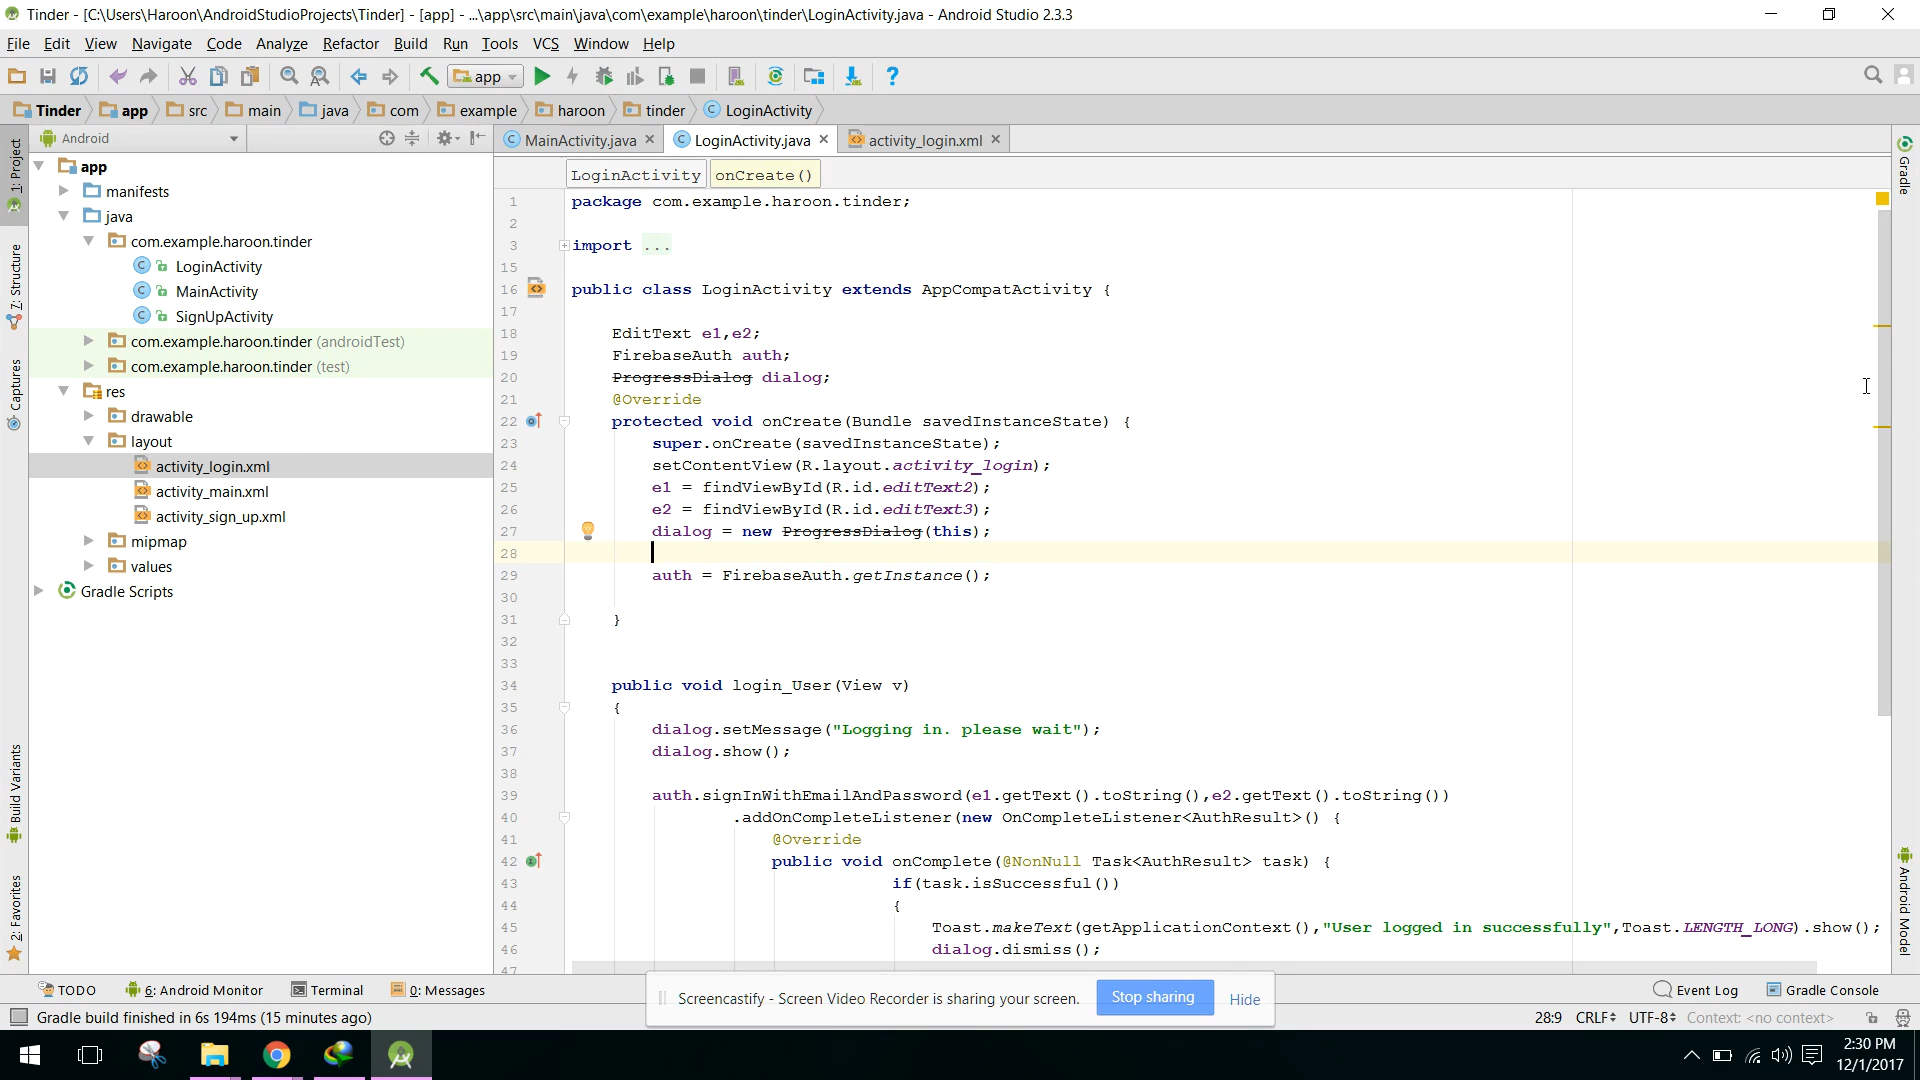 Tinder - [C:\Users\Haroon\AndroidStudioProjects\Tinder] - [app] - ...\app\src\main\java\com\example\haroon\tinder\LoginActivity.java - Android Studio 2.3.3
File Edit View Navigate Code Analyze Refactor Build Run Tools VCS Window Help
app
Tinder app src main java com example haroon tinder LoginActivity
Android
MainActivity.java LoginActivity.java activity_login.xml
LoginActivity onCreate()
1: Project
7: Structure
Captures
Build Variants
2: Favorites
app
manifests
java
com.example.haroon.tinder
LoginActivity
MainActivity
SignUpActivity
com.example.haroon.tinder (androidTest)
com.example.haroon.tinder (test)
res
drawable
layout
activity_login.xml
activity_main.xml
activity_sign_up.xml
mipmap
values
Gradle Scripts
1 package com.example.haroon.tinder;
2
3 import ...
15
16 public class LoginActivity extends AppCompatActivity {
17
18 EditText e1,e2;
19 FirebaseAuth auth;
20 ProgressDialog dialog;
21 @Override
22 protected void onCreate(Bundle savedInstanceState) {
23 super.onCreate(savedInstanceState);
24 setContentView(R.layout.activity_login);
25 e1 = findViewById(R.id.editText2);
26 e2 = findViewById(R.id.editText3);
27 dialog = new ProgressDialog(this);
28
29 auth = FirebaseAuth.getInstance();
30
31 }
32
33
34 public void login_User(View v)
35 {
36 dialog.setMessage("Logging in. please wait");
37 dialog.show();
38
39 auth.signInWithEmailAndPassword(e1.getText().toString(),e2.getText().toString())
40 .addOnCompleteListener(new OnCompleteListener<AuthResult>() {
41 @Override
42 public void onComplete(@NonNull Task<AuthResult> task) {
43 if(task.isSuccessful())
44 {
45 Toast.makeText(getApplicationContext(),"User logged in successfully",Toast.LENGTH_LONG).show();
46 dialog.dismiss();
47
Gradle
Android Model
TODO 6: Android Monitor Terminal 0: Messages
Screencastify - Screen Video Recorder is sharing your screen. Stop sharing Hide
Event Log Gradle Console
Gradle build finished in 6s 194ms (15 minutes ago)
28:9 CRLF UTF-8 Context: <no context>
2:30 PM
12/1/2017